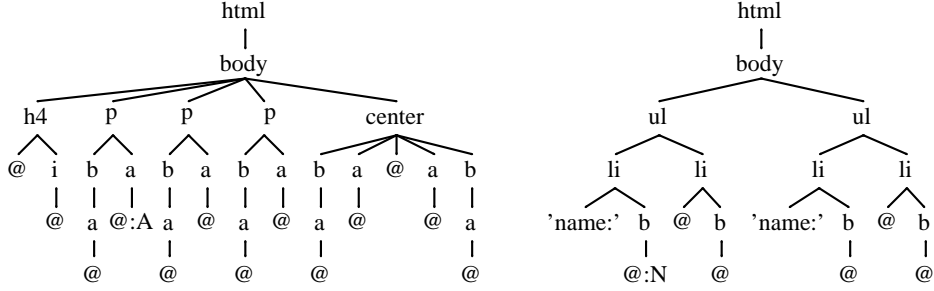 html html
body body
h4 p p p center ul ul
@ i b a b a b a b a @ a b li li li li
@ a @:A a @ a @ a @ @ a 'name:' b @ b 'name:' b @ b
@ @ @ @ @ @:N @ @ @